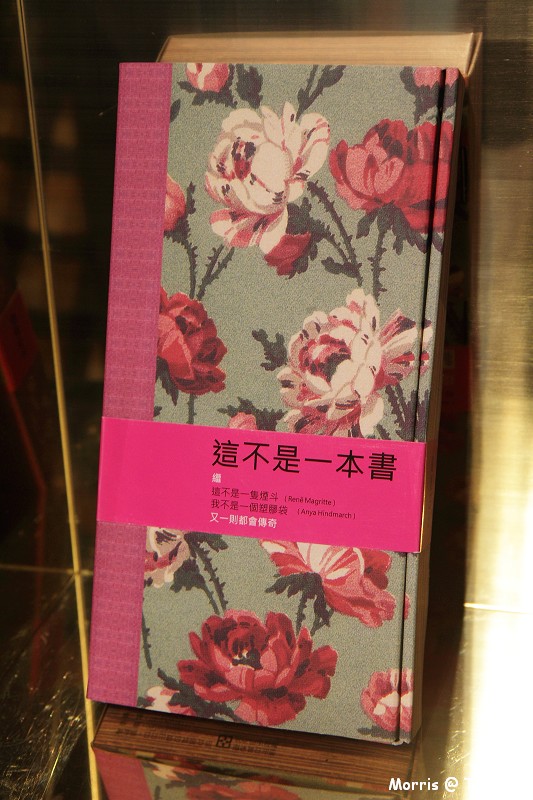 這不是一本書
繼
這不是一隻煙斗 （René Magritte）
我不是一個塑膠袋 （Anya Hindmarch）
又一則都會傳奇
Morris @